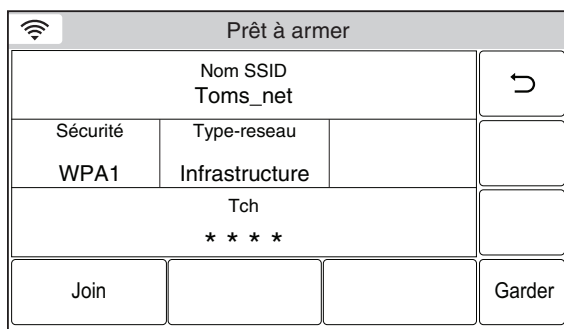 Prêt à armer
Nom SSID
Toms_net
Sécurité
Type-reseau
WPA1
Infrastructure
Tch
* * * *
Join
Garder